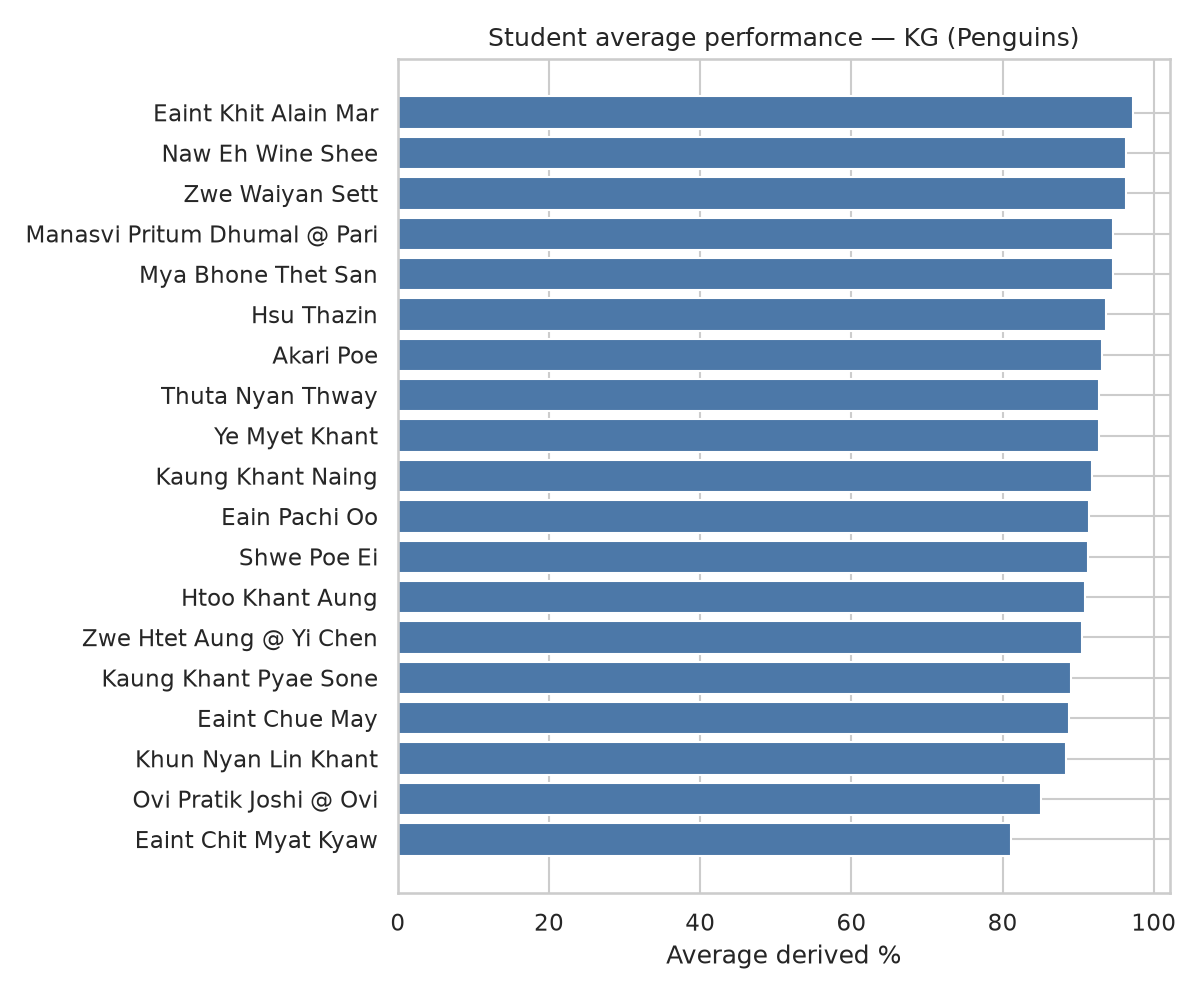 Student average performance — KG (Penguins)
Eaint Khit Alain Mar
Naw Eh Wine Shee
Zwe Waiyan Sett
Manasvi Pritum Dhumal @ Pari
Mya Bhone Thet San
Hsu Thazin
Akari Poe
Thuta Nyan Thway
Ye Myet Khant
Kaung Khant Naing
Eain Pachi Oo
Shwe Poe Ei
Htoo Khant Aung
Zwe Htet Aung @ Yi Chen
Kaung Khant Pyae Sone
Eaint Chue May
Khun Nyan Lin Khant
Ovi Pratik Joshi @ Ovi
Eaint Chit Myat Kyaw
0 20 40 60 80 100
Average derived %